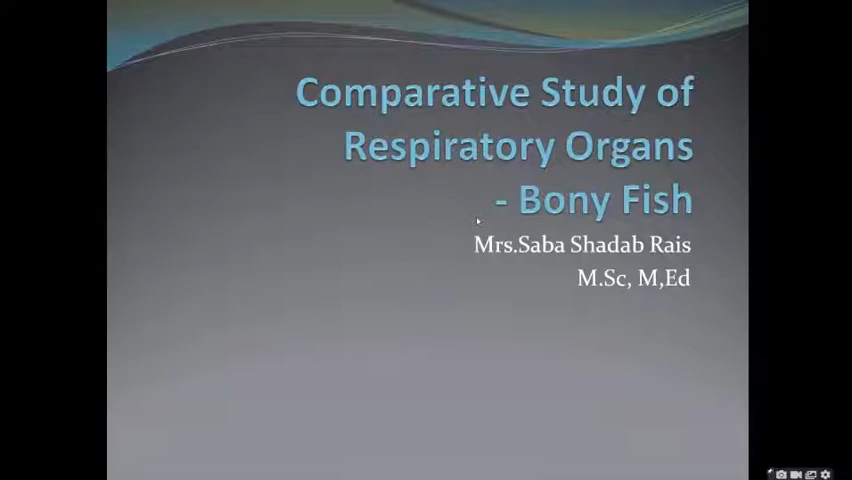 Comparative Study of
Respiratory Organs
- Bony Fish
Mrs.Saba Shadab Rais
M.Sc, M,Ed